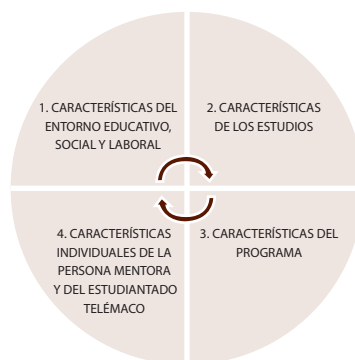 1. CARACTERÍSTICAS DEL
ENTORNO EDUCATIVO,
SOCIAL Y LABORAL
2. CARACTERÍSTICAS
DE LOS ESTUDIOS
3. CARACTERÍSTICAS DEL
PROGRAMA
4. CARACTERÍSTICAS
INDIVIDUALES DE LA
PERSONA MENTORA
Y DEL ESTUDIANTADO
TELÉMACO